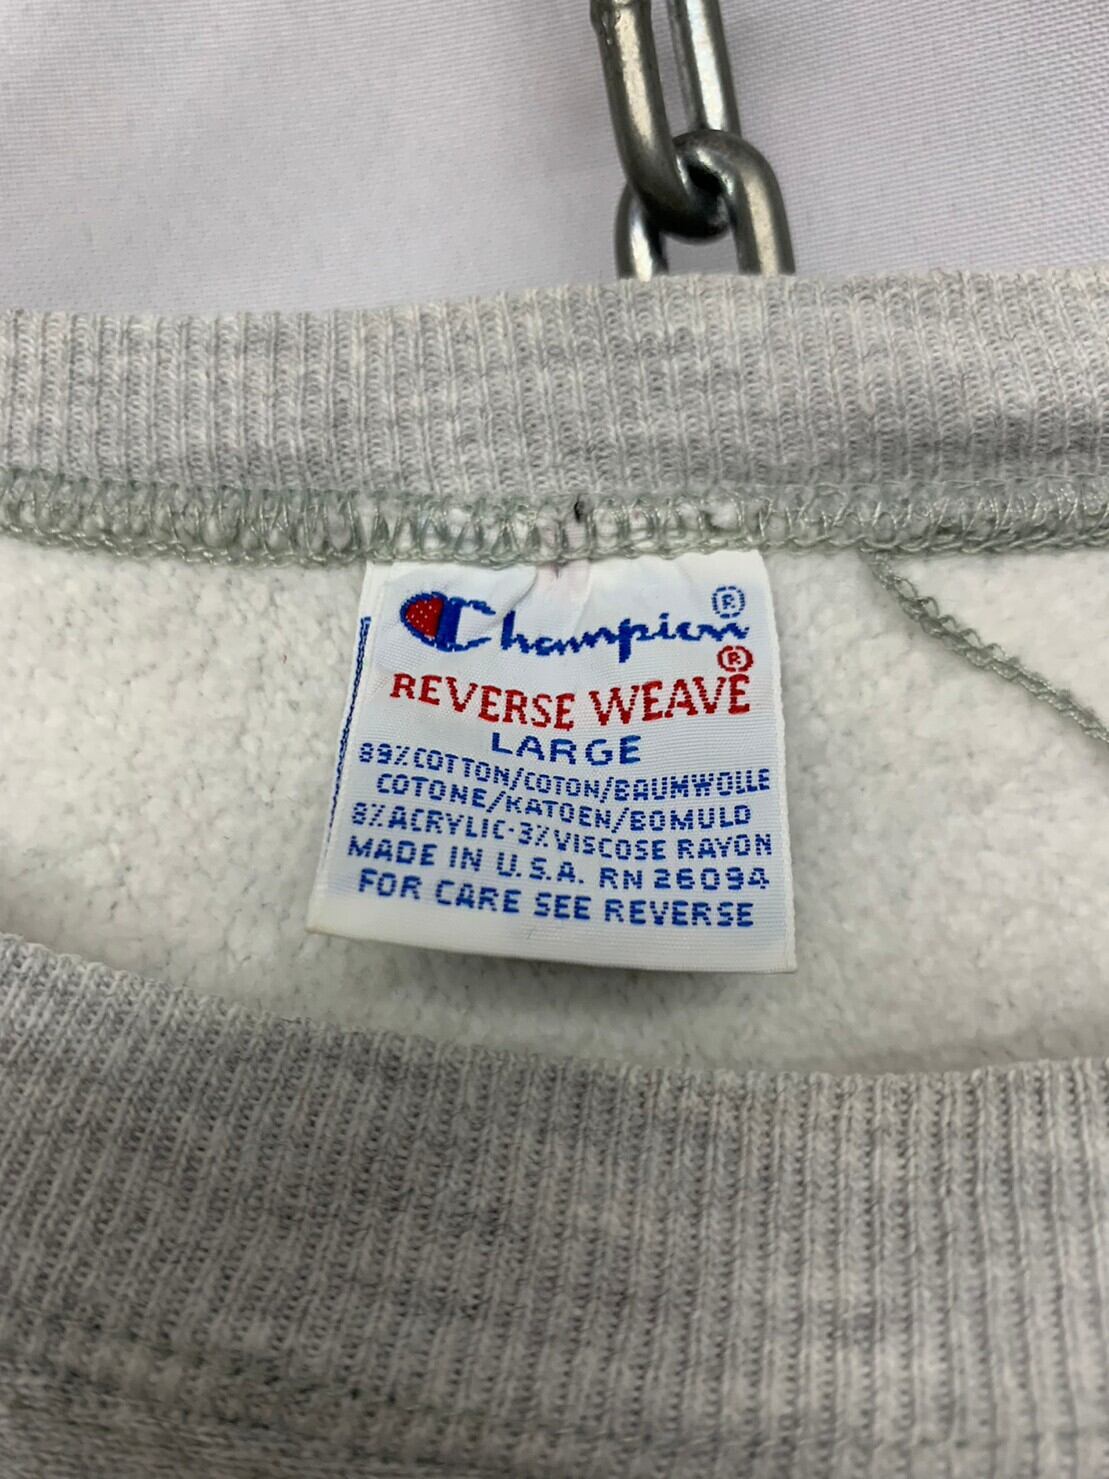 Champion®
REVERSE WEAVE®
LARGE
89% COTTON/COTON/BAUMWOLLE
COTONE/KATOEN/BOMULD
8% ACRYLIC·3% VISCOSE RAYON
MADE IN U.S.A. RN 26094
FOR CARE SEE REVERSE